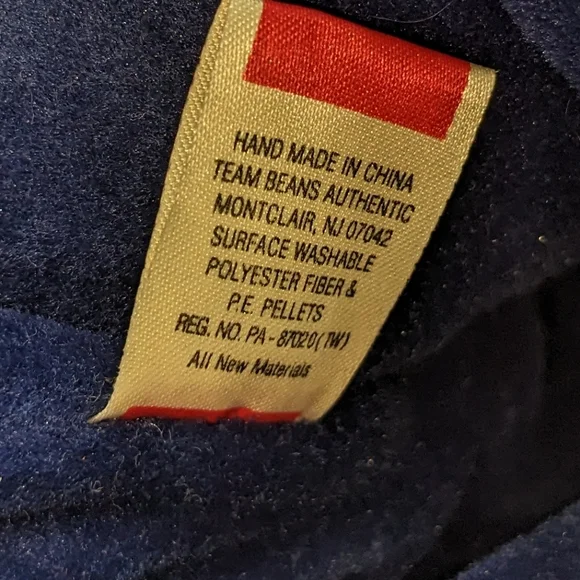 HAND MADE IN CHINA
TEAM BEANS AUTHENTIC
MONTCLAIR, NJ 07042
SURFACE WASHABLE
POLYESTER FIBER &
P.E. PELLETS
REG. NO. PA - 87020 (TW)
All New Materials